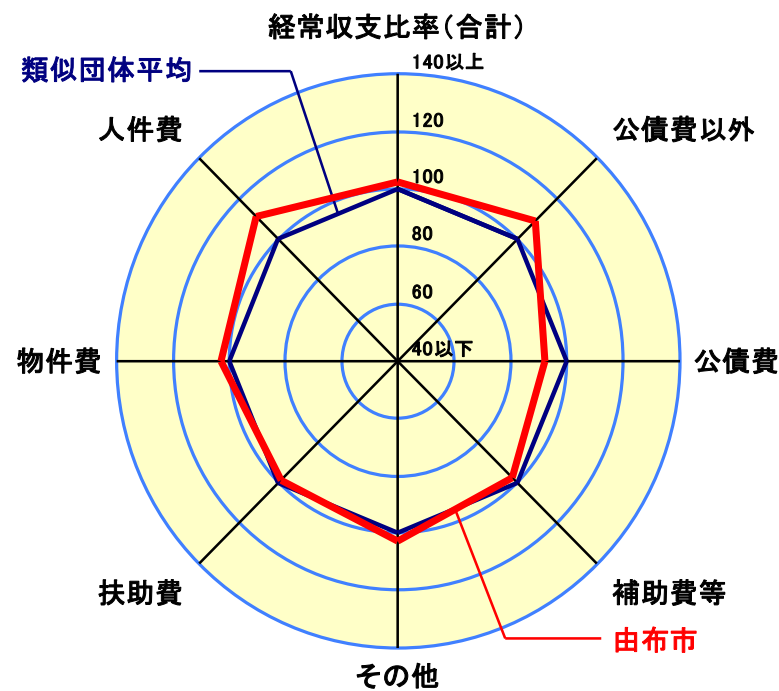 経常収支比率(合計)
類似団体平均
140以上
人件費
120
公債費以外
100
80
60
40以下
物件費
公債費
扶助費
補助費等
由布市
その他